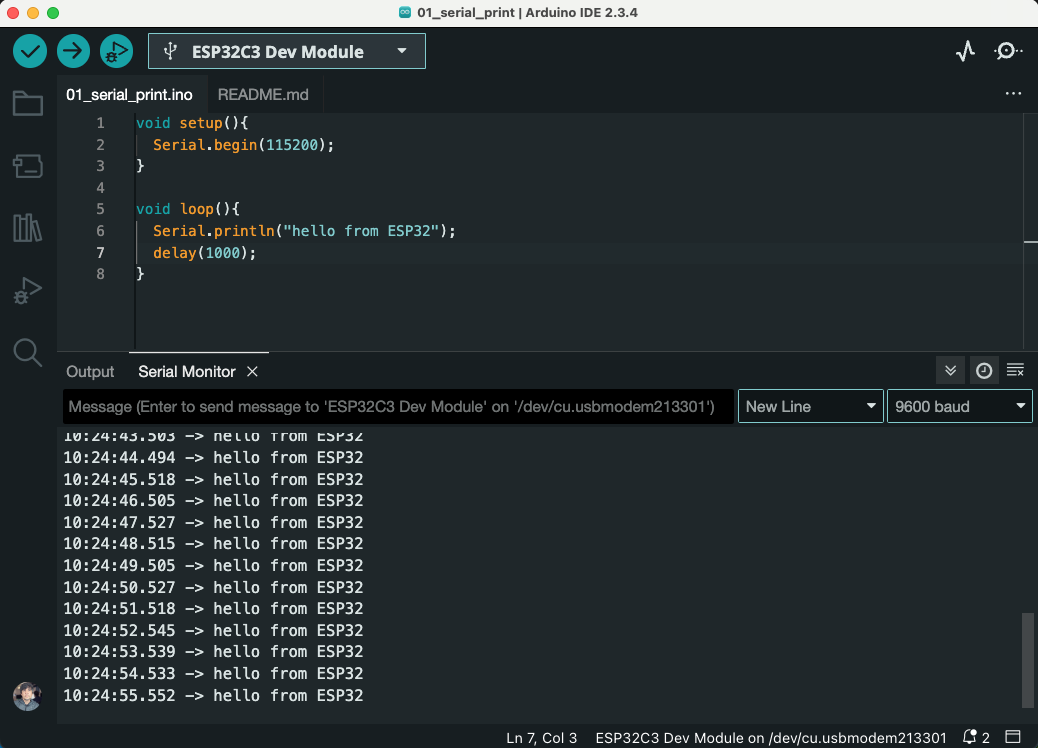 01_serial_print | Arduino IDE 2.3.4
ESP32C3 Dev Module
01_serial_print.ino README.md
1 void setup(){
2 Serial.begin(115200);
3 }
4
5 void loop(){
6 Serial.println("hello from ESP32");
7 delay(1000);
8 }
Output Serial Monitor
Message (Enter to send message to 'ESP32C3 Dev Module' on '/dev/cu.usbmodem213301') New Line 9600 baud
10:24:43.503 -> hello from ESP32
10:24:44.494 -> hello from ESP32
10:24:45.518 -> hello from ESP32
10:24:46.505 -> hello from ESP32
10:24:47.527 -> hello from ESP32
10:24:48.515 -> hello from ESP32
10:24:49.505 -> hello from ESP32
10:24:50.527 -> hello from ESP32
10:24:51.518 -> hello from ESP32
10:24:52.545 -> hello from ESP32
10:24:53.539 -> hello from ESP32
10:24:54.533 -> hello from ESP32
10:24:55.552 -> hello from ESP32
Ln 7, Col 3 ESP32C3 Dev Module on /dev/cu.usbmodem213301 2